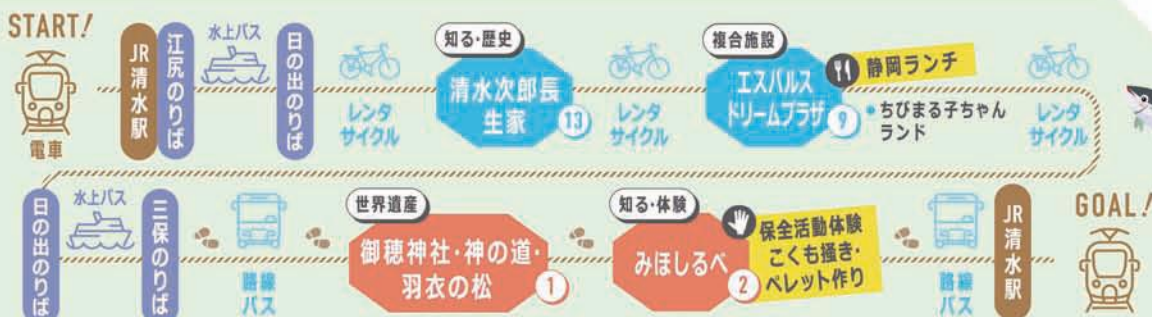 START!
電車
JR清水駅
江尻のりば
水上バス
日の出のりば
レンタ
サイクル
知る・歴史
清水次郎長
生家
13
レンタ
サイクル
複合施設
エスパルス
ドリームプラザ
9
静岡ランチ
ちびまる子ちゃん
ランド
レンタ
サイクル
日の出のりば
水上バス
三保のりば
路線
バス
世界遺産
御穂神社・神の道・
羽衣の松
1
知る・体験
みほしるべ
2
保全活動体験
こくも掻き・
ペレット作り
路線
バス
JR清水駅
GOAL!